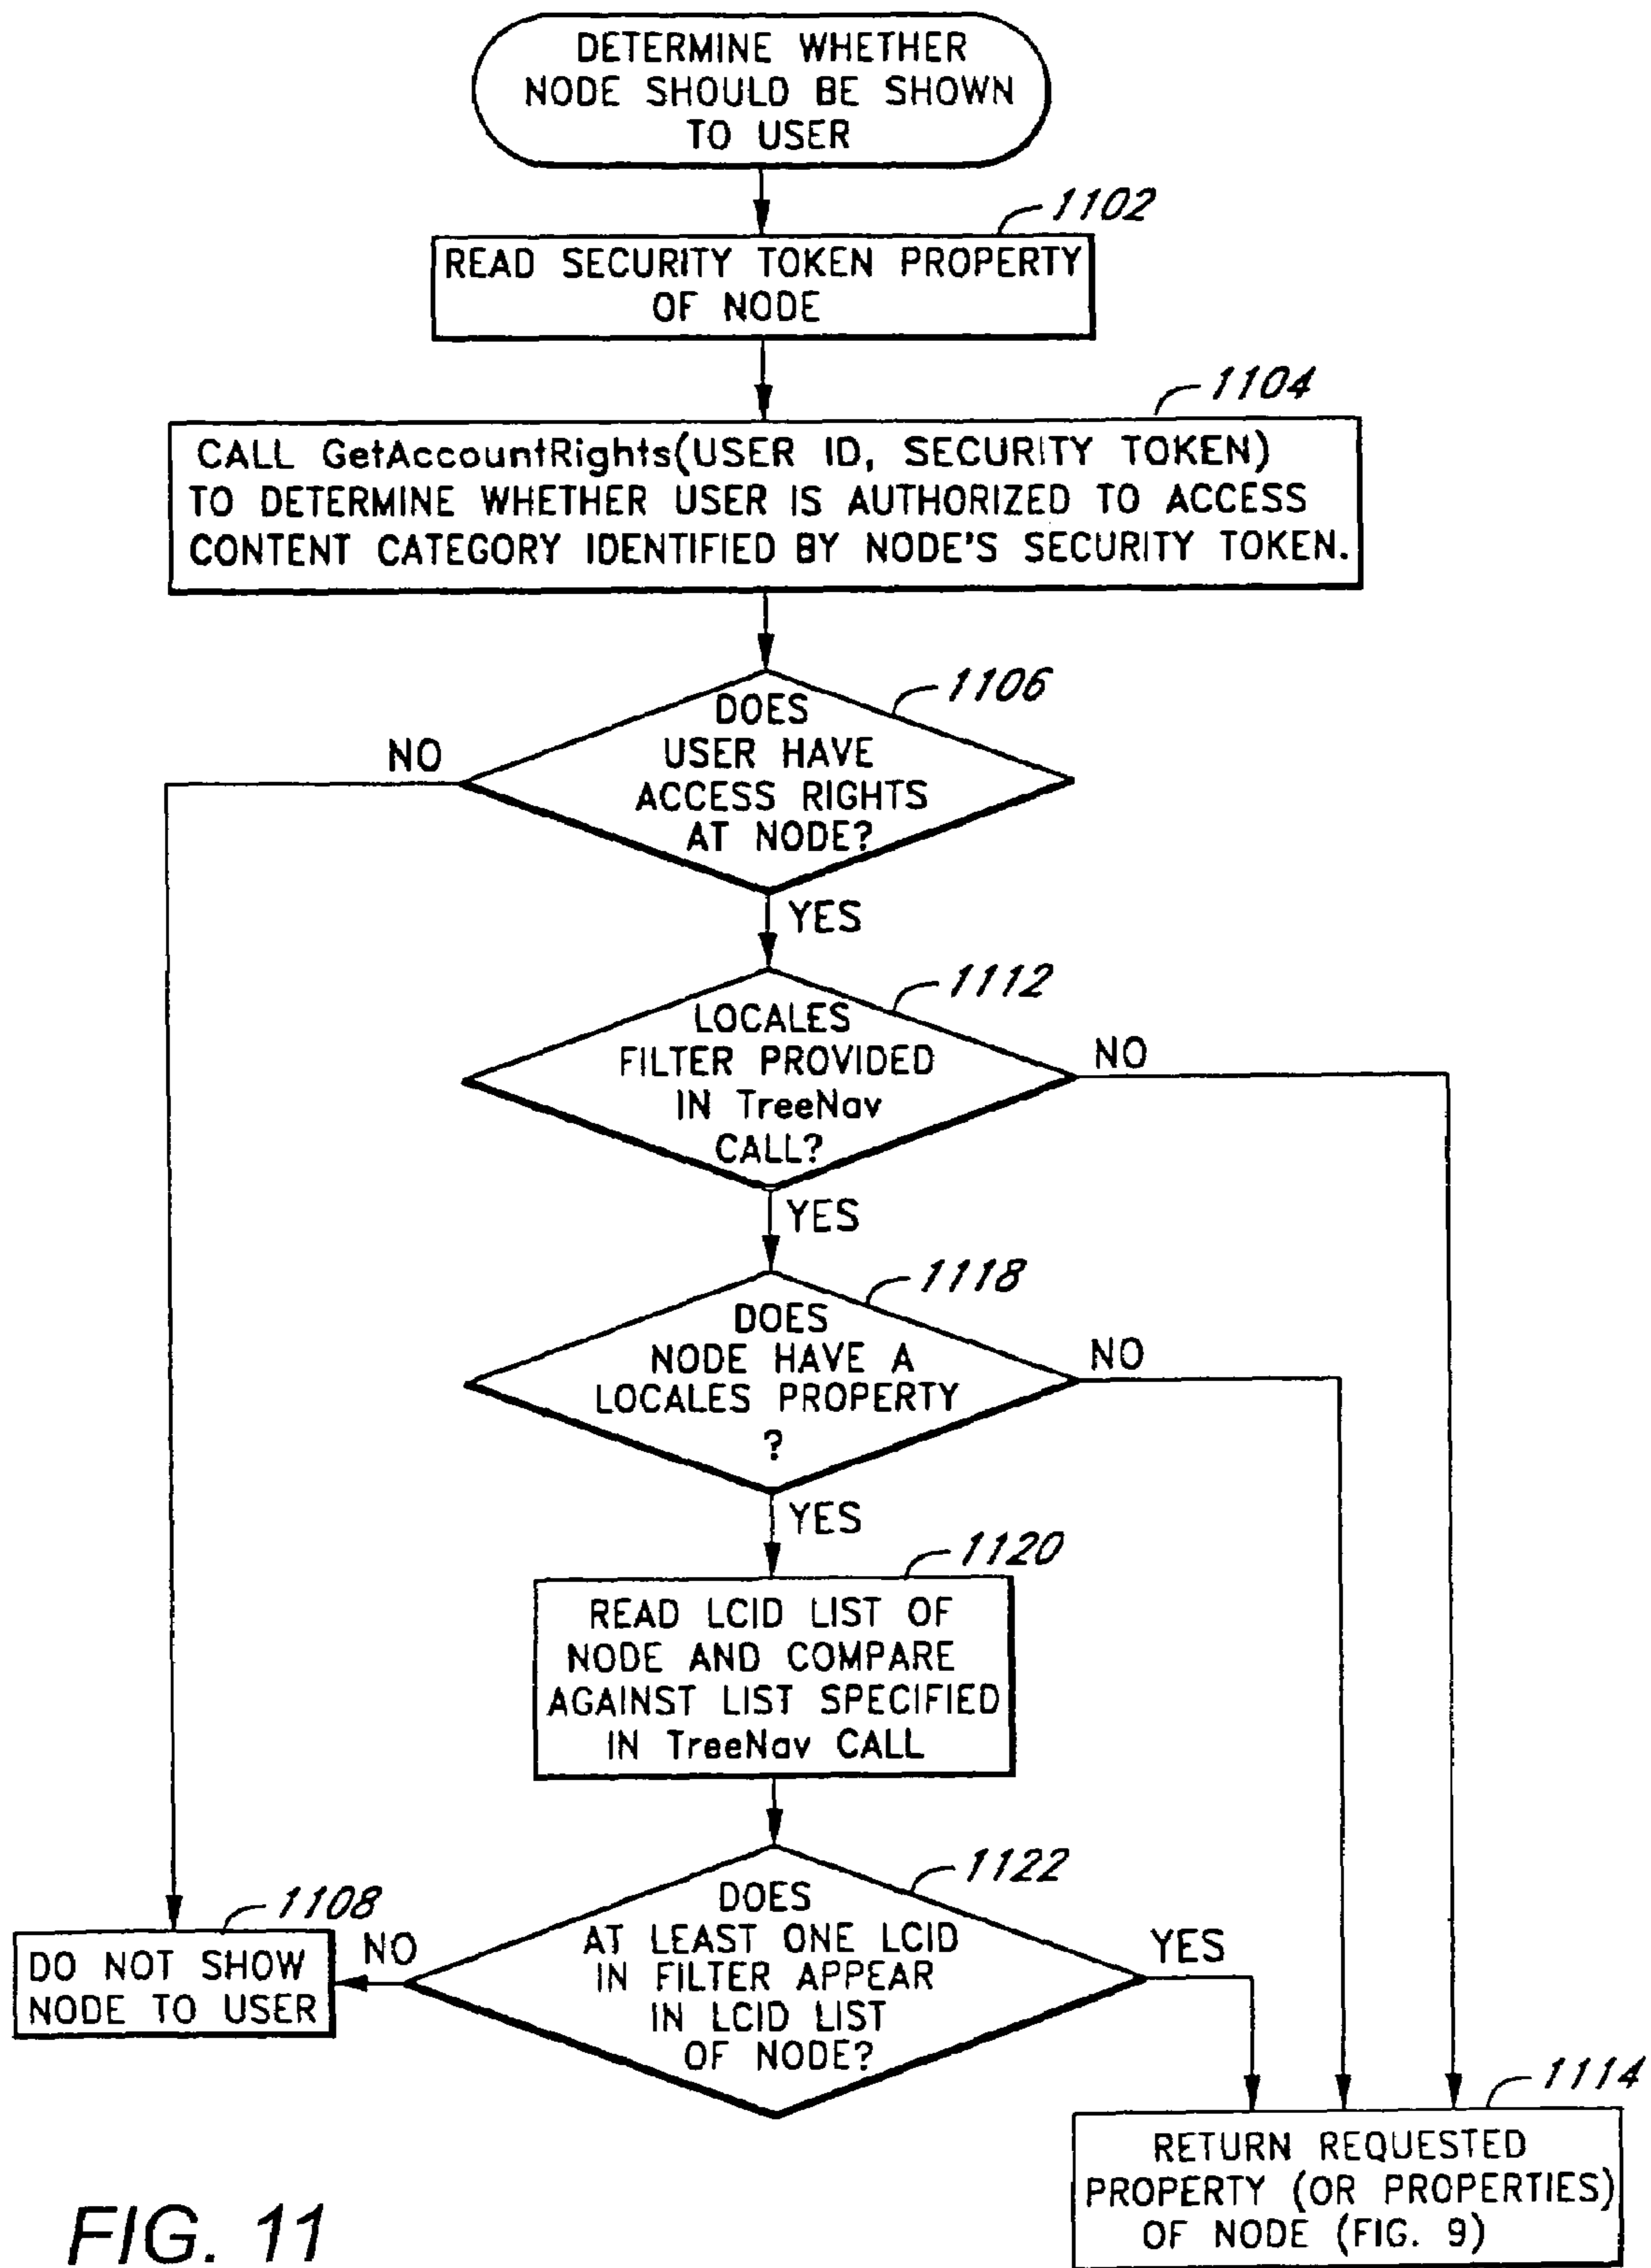 DETERMINE WHETHER
NODE SHOULD BE SHOWN
TO USER
1102
READ SECURITY TOKEN PROPERTY
OF NODE
1104
CALL GetAccountRights(USER ID, SECURITY TOKEN)
TO DETERMINE WHETHER USER IS AUTHORIZED TO ACCESS
CONTENT CATEGORY IDENTIFIED BY NODE'S SECURITY TOKEN.
1106
DOES
USER HAVE
ACCESS RIGHTS
AT NODE?
NO
YES
1112
LOCALES
FILTER PROVIDED
IN TreeNav
CALL?
NO
YES
1118
DOES
NODE HAVE A
LOCALES PROPERTY
?
NO
YES
1120
READ LCID LIST OF
NODE AND COMPARE
AGAINST LIST SPECIFIED
IN TreeNav CALL
1122
DOES
AT LEAST ONE LCID
IN FILTER APPEAR
IN LCID LIST
OF NODE?
NO
YES
1108
DO NOT SHOW
NODE TO USER
1114
RETURN REQUESTED
PROPERTY (OR PROPERTIES)
OF NODE (FIG. 9)
FIG. 11